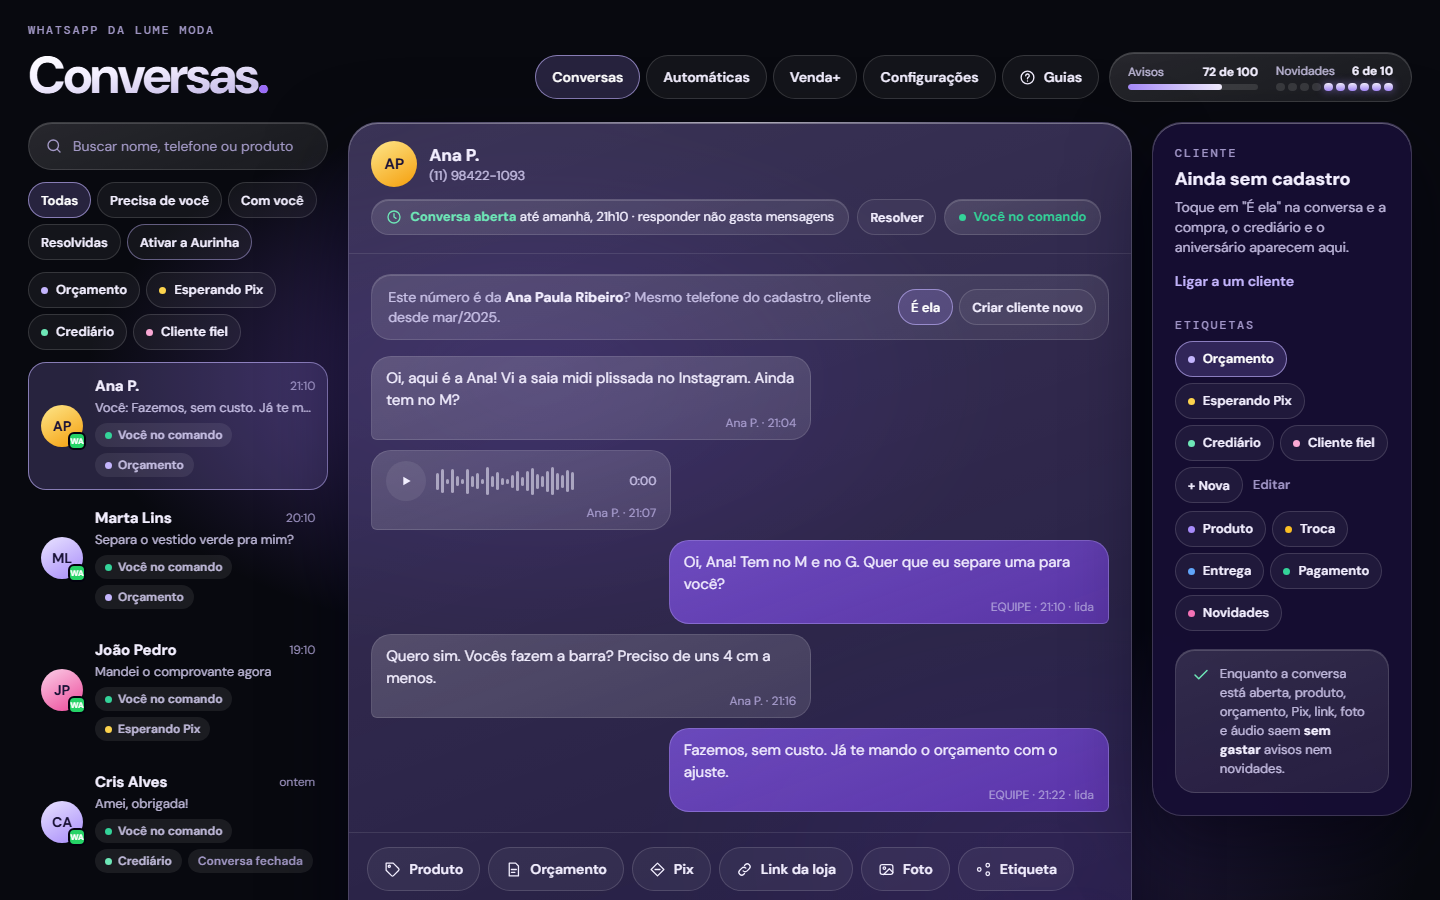 WHATSAPP DA LUME MODA
Conversas.
Conversas
Automáticas
Venda+
Configurações
Guias
Avisos 72 de 100
Novidades 6 de 10
Buscar nome, telefone ou produto
Todas
Precisa de você
Com você
Resolvidas
Ativar a Aurinha
Orçamento
Esperando Pix
Crediário
Cliente fiel
AP
WA
Ana P. 21:10
Você: Fazemos, sem custo. Já te m...
Você no comando
Orçamento
ML
WA
Marta Lins 20:10
Separa o vestido verde pra mim?
Você no comando
Orçamento
JP
WA
João Pedro 19:10
Mandei o comprovante agora
Você no comando
Esperando Pix
CA
WA
Cris Alves ontem
Amei, obrigada!
Você no comando
Crediário
Conversa fechada
AP
Ana P.
(11) 98422-1093
Conversa aberta até amanhã, 21h10 · responder não gasta mensagens
Resolver
Você no comando
Este número é da Ana Paula Ribeiro? Mesmo telefone do cadastro, cliente
desde mar/2025.
É ela
Criar cliente novo
Oi, aqui é a Ana! Vi a saia midi plissada no Instagram. Ainda
tem no M?
Ana P. · 21:04
0:00
Ana P. · 21:07
Oi, Ana! Tem no M e no G. Quer que eu separe uma para
você?
EQUIPE · 21:10 · lida
Quero sim. Vocês fazem a barra? Preciso de uns 4 cm a
menos.
Ana P. · 21:16
Fazemos, sem custo. Já te mando o orçamento com o
ajuste.
EQUIPE · 21:22 · lida
Produto
Orçamento
Pix
Link da loja
Foto
Etiqueta
CLIENTE
Ainda sem cadastro
Toque em "É ela" na conversa e a
compra, o crediário e o
aniversário aparecem aqui.
Ligar a um cliente
ETIQUETAS
Orçamento
Esperando Pix
Crediário
Cliente fiel
+ Nova
Editar
Produto
Troca
Entrega
Pagamento
Novidades
Enquanto a conversa
está aberta, produto,
orçamento, Pix, link, foto
e áudio saem sem
gastar avisos nem
novidades.